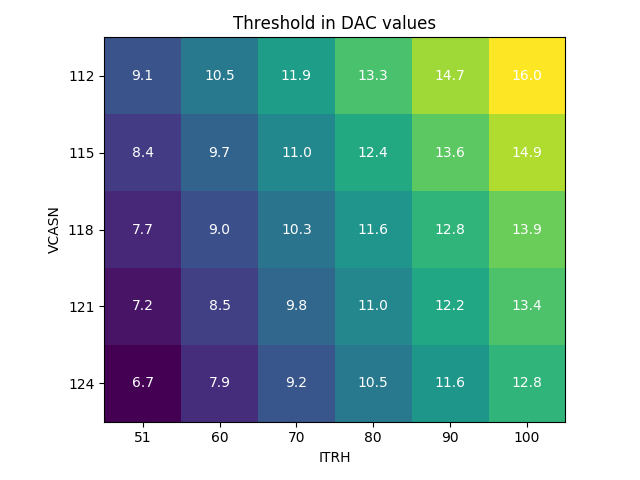 Threshold in DAC values
VCASN
112 9.1 10.5 11.9 13.3 14.7 16.0
115 8.4 9.7 11.0 12.4 13.6 14.9
118 7.7 9.0 10.3 11.6 12.8 13.9
121 7.2 8.5 9.8 11.0 12.2 13.4
124 6.7 7.9 9.2 10.5 11.6 12.8
51 60 70 80 90 100
ITRH